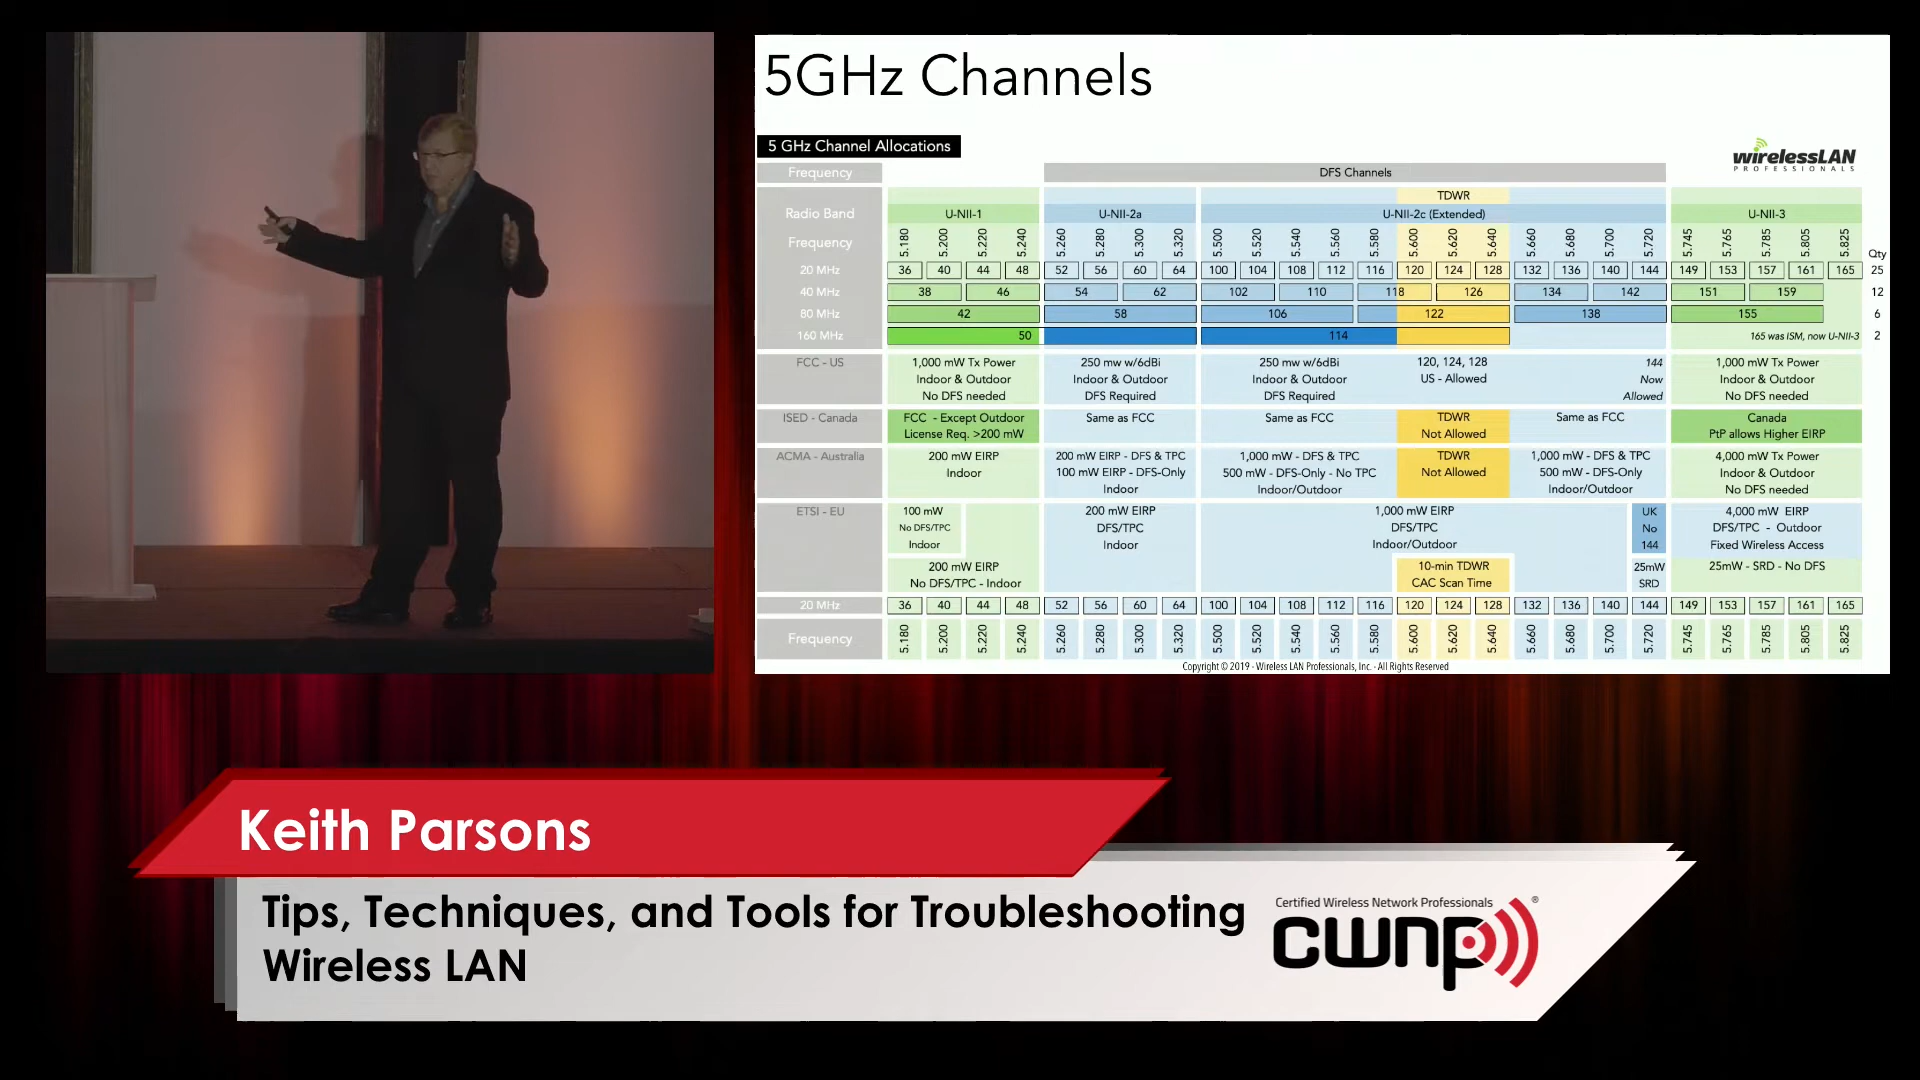 5GHz Channels
5 GHz Channel Allocations
wirelessLAN
PROFESSIONALS
Frequency DFS Channels
TDWR
Radio Band U-NII-1 U-NII-2a U-NII-2c (Extended) U-NII-3
Frequency 5.180 5.200 5.220 5.240 5.260 5.280 5.300 5.320 5.500 5.520 5.540 5.560 5.580 5.600 5.620 5.640 5.660 5.680 5.700 5.720 5.745 5.765 5.785 5.805 5.825 Qty
20 MHz 36 40 44 48 52 56 60 64 100 104 108 112 116 120 124 128 132 136 140 144 149 153 157 161 165 25
40 MHz 38 46 54 62 102 110 118 126 134 142 151 159 12
80 MHz 42 58 106 122 138 155 6
160 MHz 50 114 165 was ISM, now U-NII-3 2
FCC - US 1,000 mW Tx Power 250 mw w/6dBi 250 mw w/6dBi 120, 124, 128 144 1,000 mW Tx Power
Indoor & Outdoor Indoor & Outdoor Indoor & Outdoor US - Allowed Now Indoor & Outdoor
No DFS needed DFS Required DFS Required Allowed No DFS needed
ISED - Canada FCC - Except Outdoor Same as FCC Same as FCC TDWR Same as FCC Canada
License Req. >200 mW Not Allowed PtP allows Higher EIRP
ACMA - Australia 200 mW EIRP 200 mW EIRP - DFS & TPC 1,000 mW - DFS & TPC TDWR 1,000 mW - DFS & TPC 4,000 mW Tx Power
Indoor 100 mW EIRP - DFS-Only 500 mW - DFS-Only - No TPC Not Allowed 500 mW - DFS-Only Indoor & Outdoor
Indoor Indoor/Outdoor Indoor/Outdoor No DFS needed
ETSI - EU 100 mW 200 mW EIRP 1,000 mW EIRP UK 4,000 mW EIRP
No DFS/TPC DFS/TPC DFS/TPC No DFS/TPC - Outdoor
Indoor Indoor Indoor/Outdoor 144 Fixed Wireless Access
200 mW EIRP 10-min TDWR 25mW 25mW - SRD - No DFS
No DFS/TPC - Indoor CAC Scan Time SRD
20 MHz 36 40 44 48 52 56 60 64 100 104 108 112 116 120 124 128 132 136 140 144 149 153 157 161 165
Frequency 5.180 5.200 5.220 5.240 5.260 5.280 5.300 5.320 5.500 5.520 5.540 5.560 5.580 5.600 5.620 5.640 5.660 5.680 5.700 5.720 5.745 5.765 5.785 5.805 5.825
Copyright © 2019 - Wireless LAN Professionals, Inc. - All Rights Reserved
Keith Parsons
Tips, Techniques, and Tools for Troubleshooting
Wireless LAN
Certified Wireless Network Professionals ®
cwnp